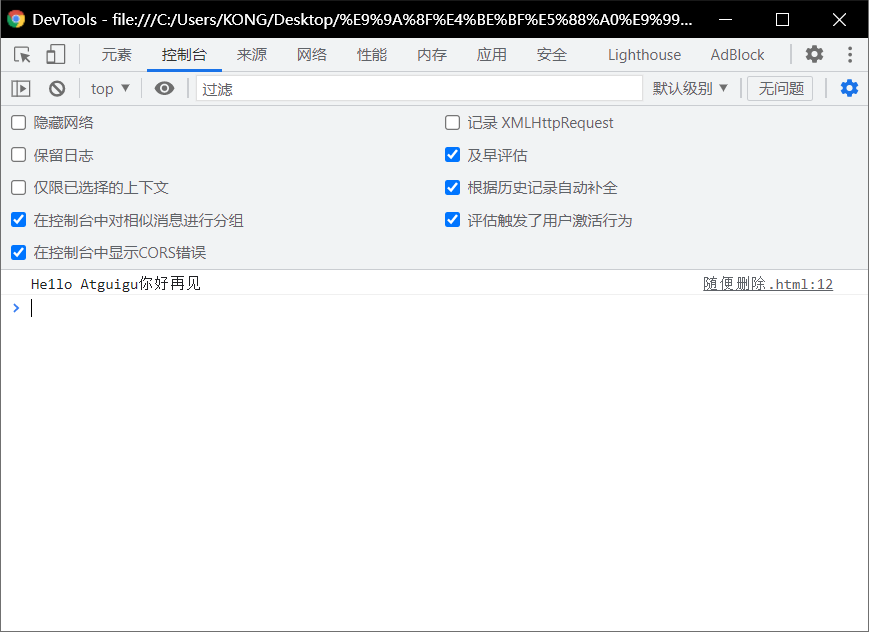 DevTools - file:///C:/Users/KONG/Desktop/%E9%9A%8F%E4%BE%BF%E5%88%A0%E9%99...
元素 控制台 来源 网络 性能 内存 应用 安全 Lighthouse AdBlock
top 过滤 默认级别 无问题
隐藏网络 记录 XMLHttpRequest
保留日志 及早评估
仅限已选择的上下文 根据历史记录自动补全
在控制台中对相似消息进行分组 评估触发了用户激活行为
在控制台中显示CORS错误
Hello Atguigu你好再见 随便删除.html:12